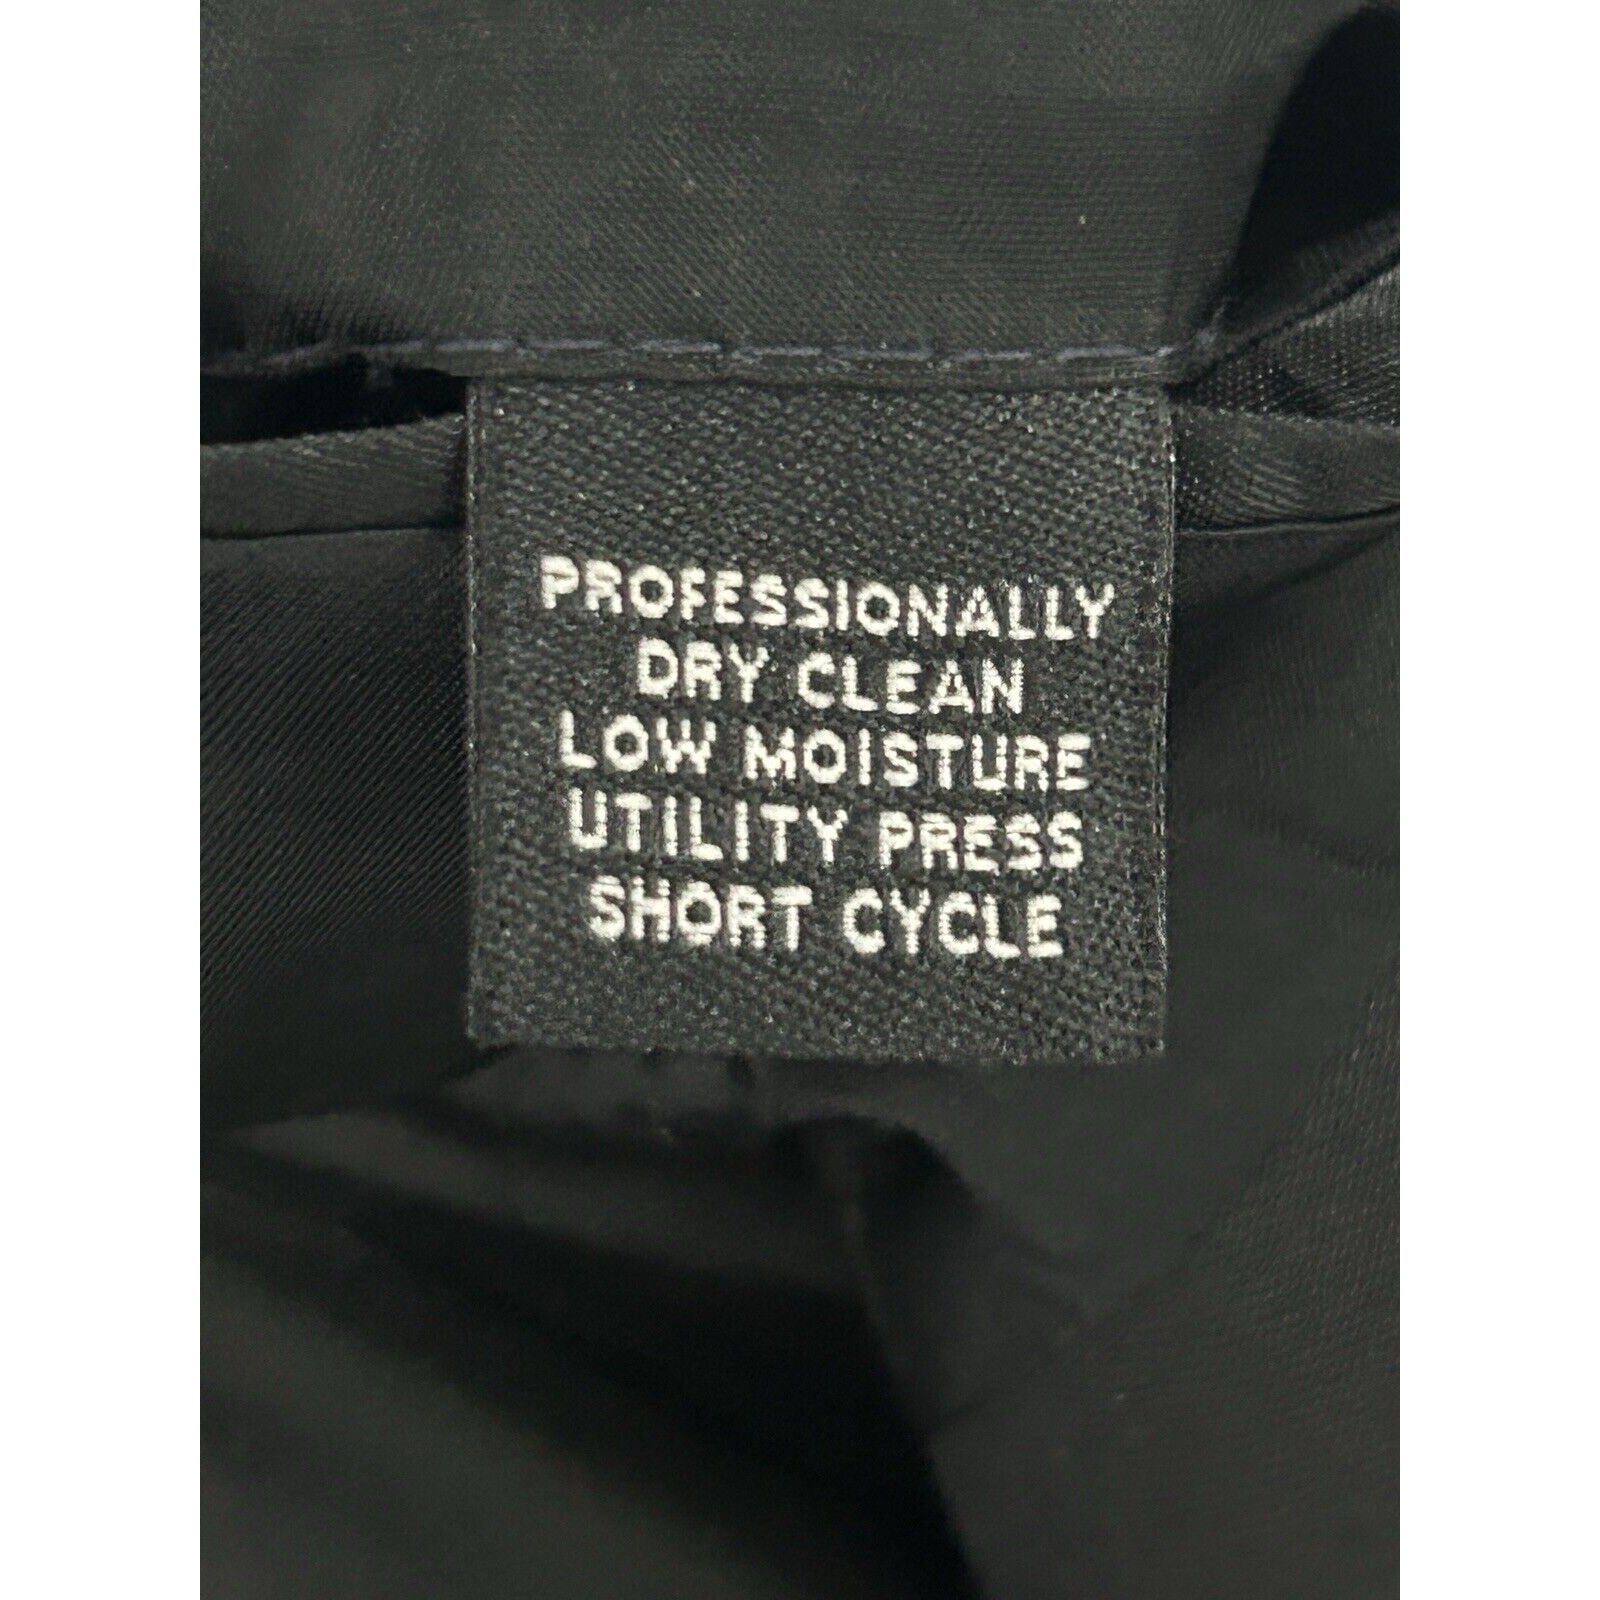 PROFESSIONALLY
DRY CLEAN
LOW MOISTURE
UTILITY PRESS
SHORT CYCLE